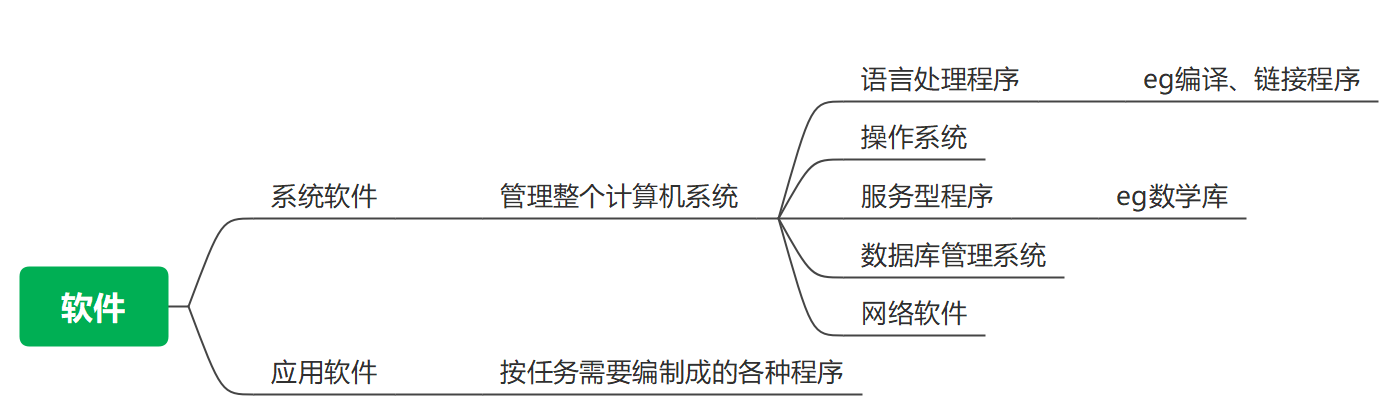 软件
系统软件
管理整个计算机系统
语言处理程序
eg编译、链接程序
操作系统
服务型程序
eg数学库
数据库管理系统
网络软件
应用软件
按任务需要编制成的各种程序